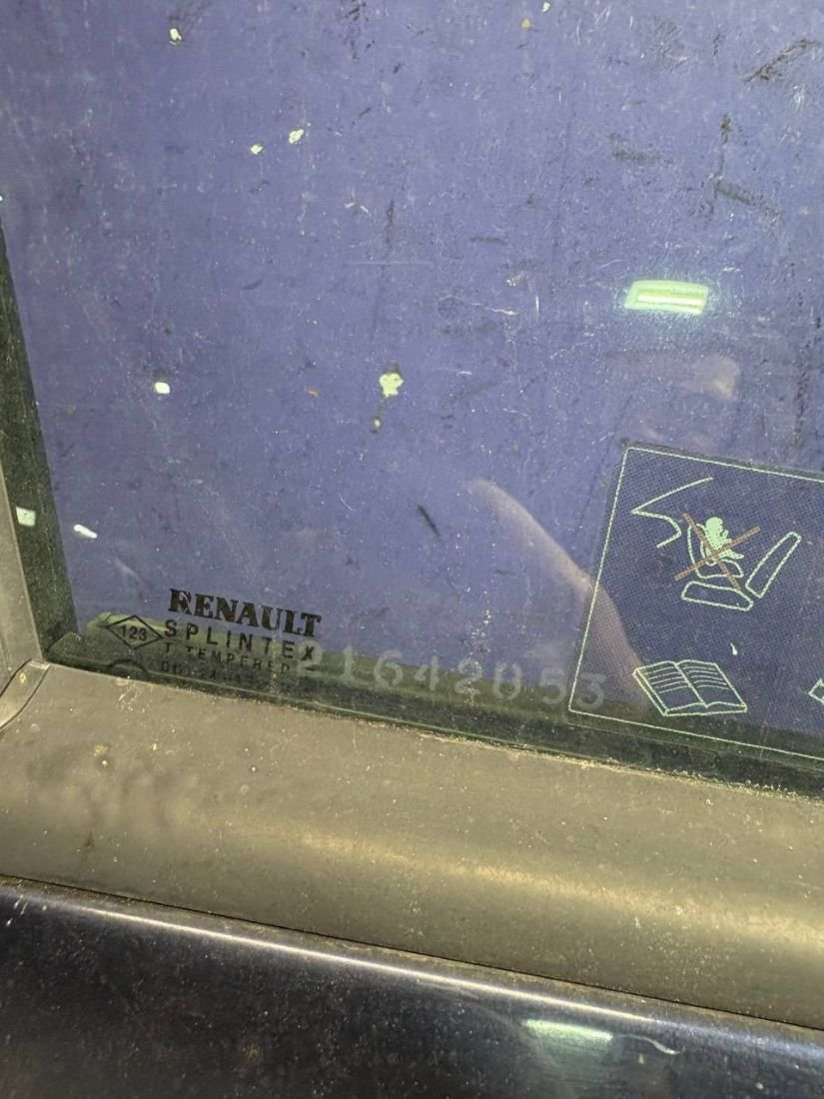 RENAULT
123
SPLINTEX
T TEMPERED
21642053